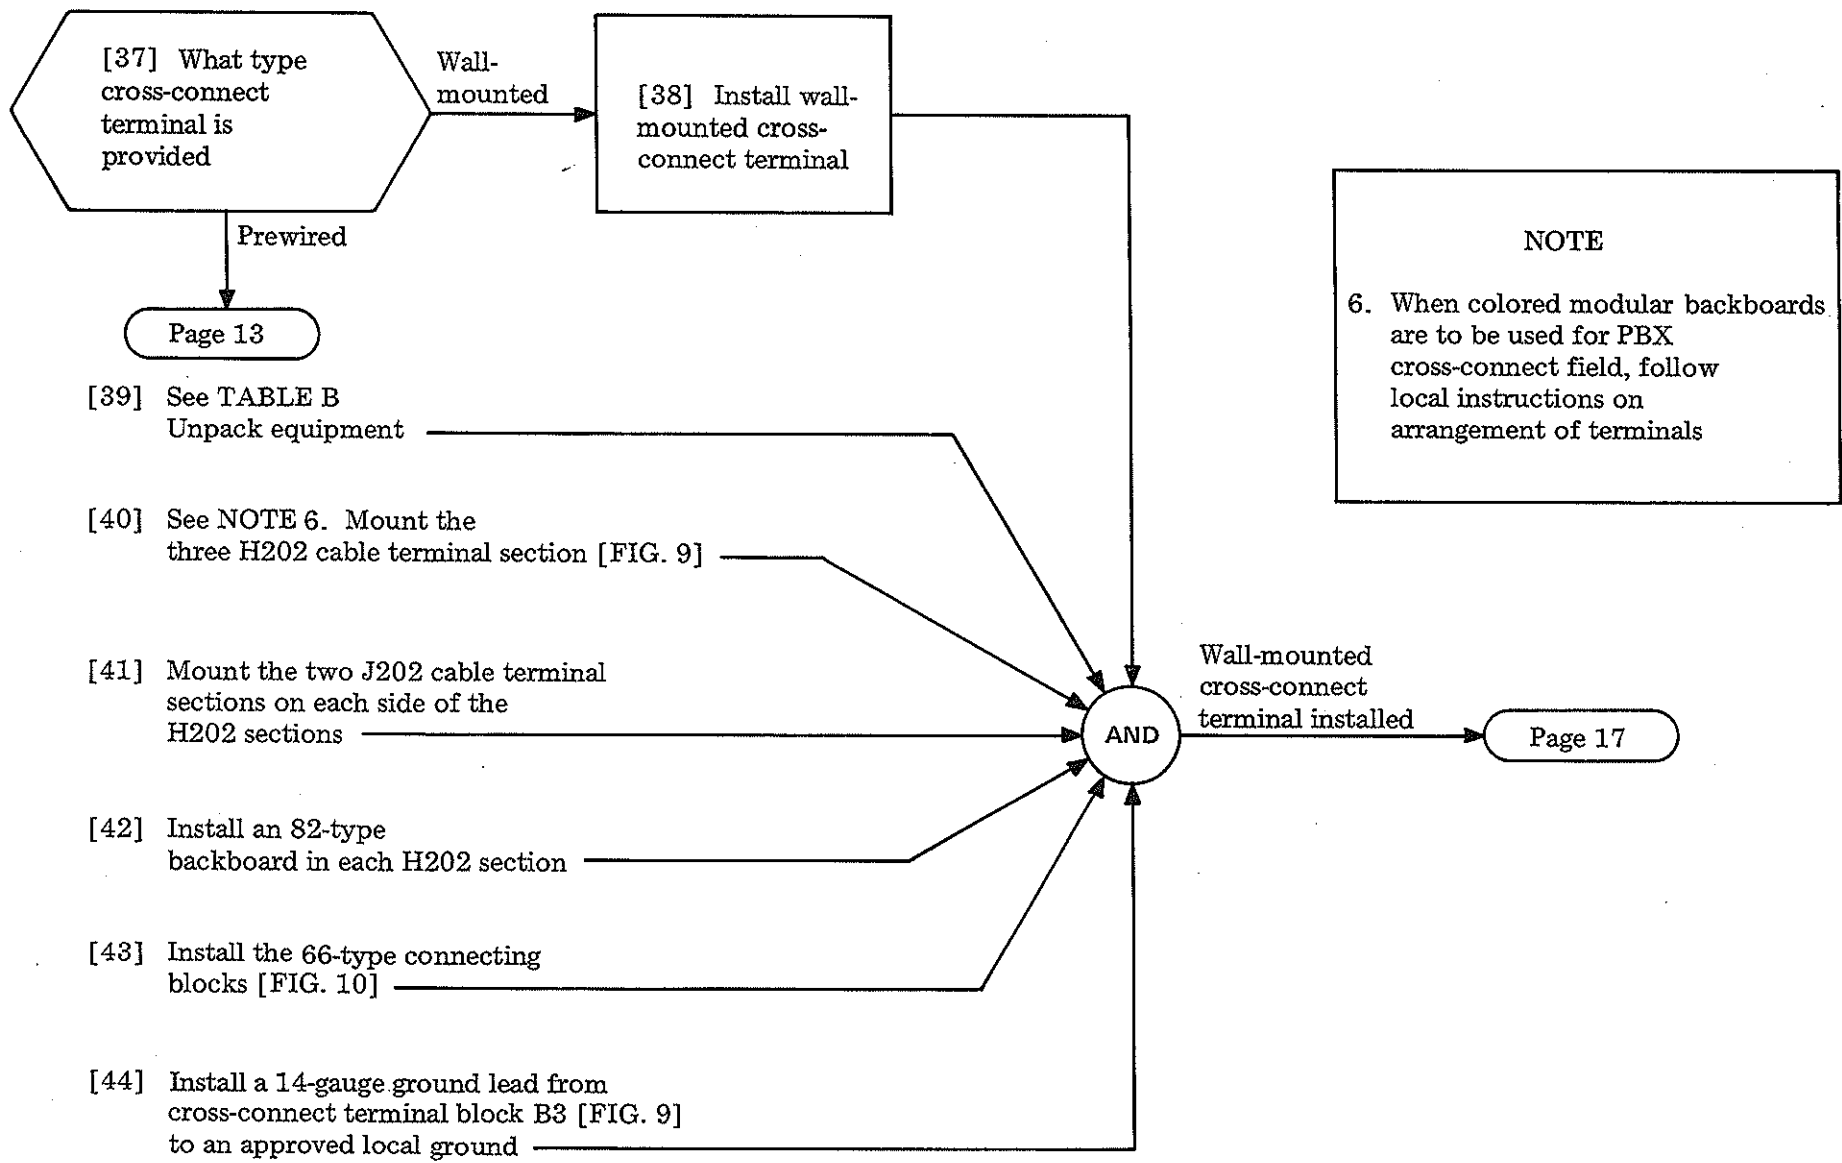 [37] What type
cross-connect
terminal is
provided
Wall-
mounted
[38] Install wall-
mounted cross-
connect terminal
Prewired
Page 13
NOTE
6. When colored modular backboards
are to be used for PBX
cross-connect field, follow
local instructions on
arrangement of terminals
[39] See TABLE B
Unpack equipment
[40] See NOTE 6. Mount the
three H202 cable terminal section [FIG. 9]
[41] Mount the two J202 cable terminal
sections on each side of the
H202 sections
AND
Wall-mounted
cross-connect
terminal installed
Page 17
[42] Install an 82-type
backboard in each H202 section
[43] Install the 66-type connecting
blocks [FIG. 10]
[44] Install a 14-gauge ground lead from
cross-connect terminal block B3 [FIG. 9]
to an approved local ground